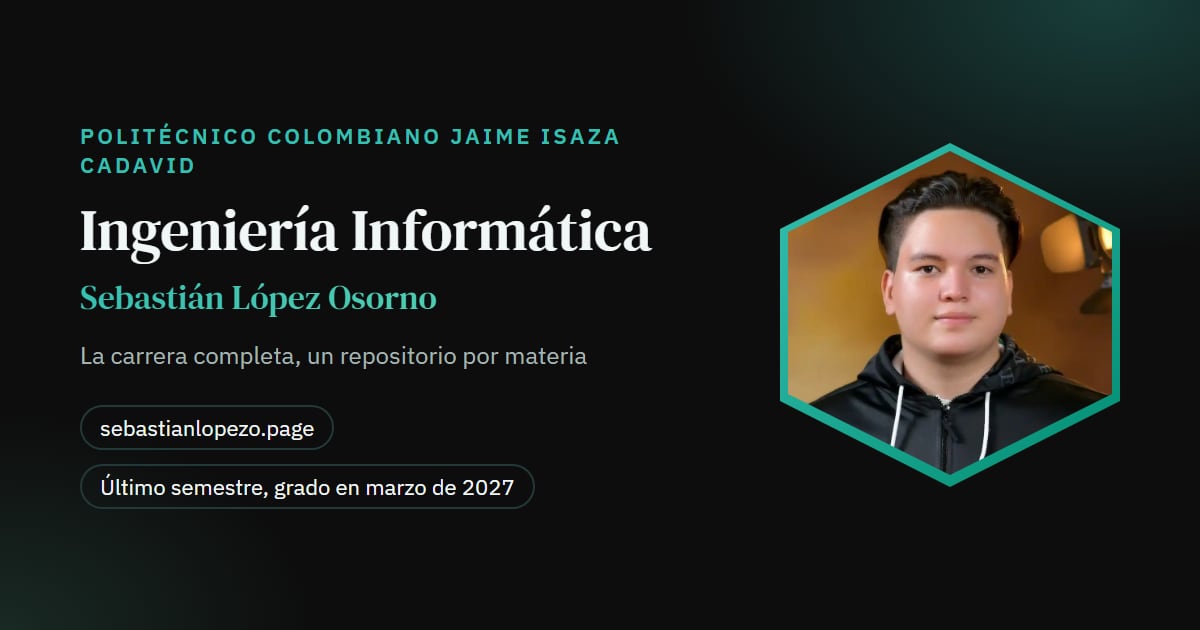 POLITÉCNICO COLOMBIANO JAIME ISAZA
CADAVID
Ingeniería Informática
Sebastián López Osorno
La carrera completa, un repositorio por materia
sebastianlopezo.page
Último semestre, grado en marzo de 2027